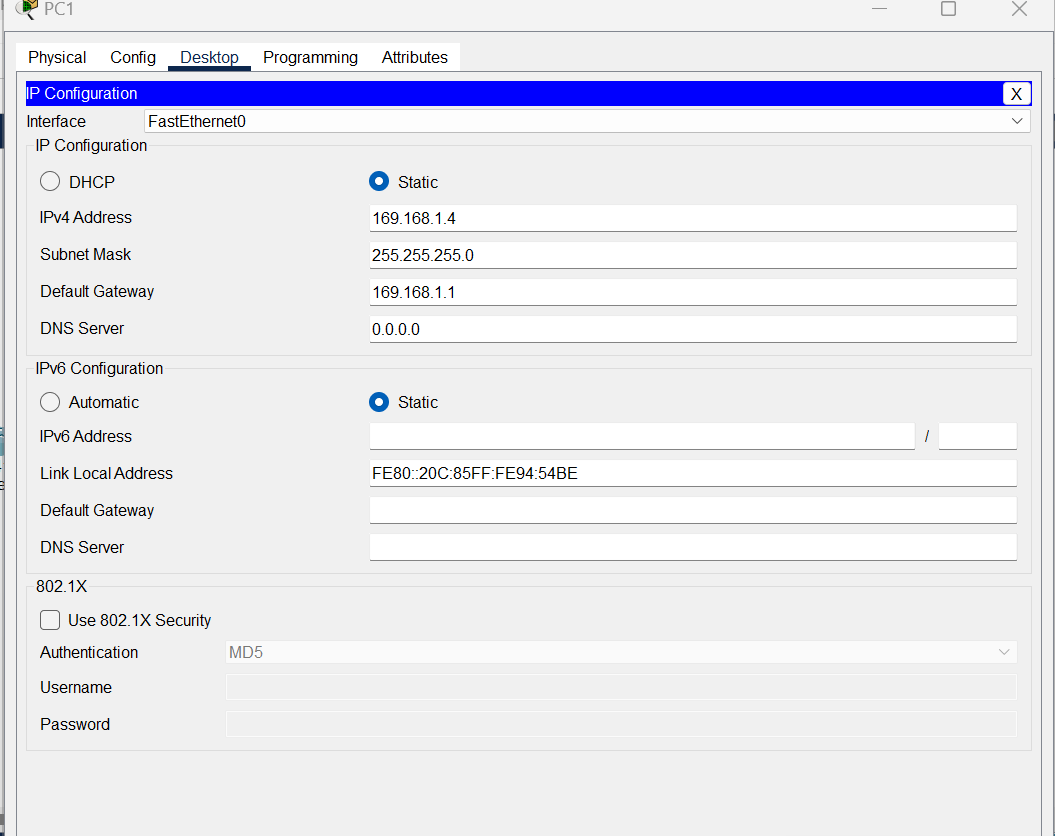 PC1
Physical Config Desktop Programming Attributes
IP Configuration X
Interface FastEthernet0
IP Configuration
DHCP Static
IPv4 Address 169.168.1.4
Subnet Mask 255.255.255.0
Default Gateway 169.168.1.1
DNS Server 0.0.0.0
IPv6 Configuration
Automatic Static
IPv6 Address /
Link Local Address FE80::20C:85FF:FE94:54BE
Default Gateway
DNS Server
802.1X
Use 802.1X Security
Authentication MD5
Username
Password